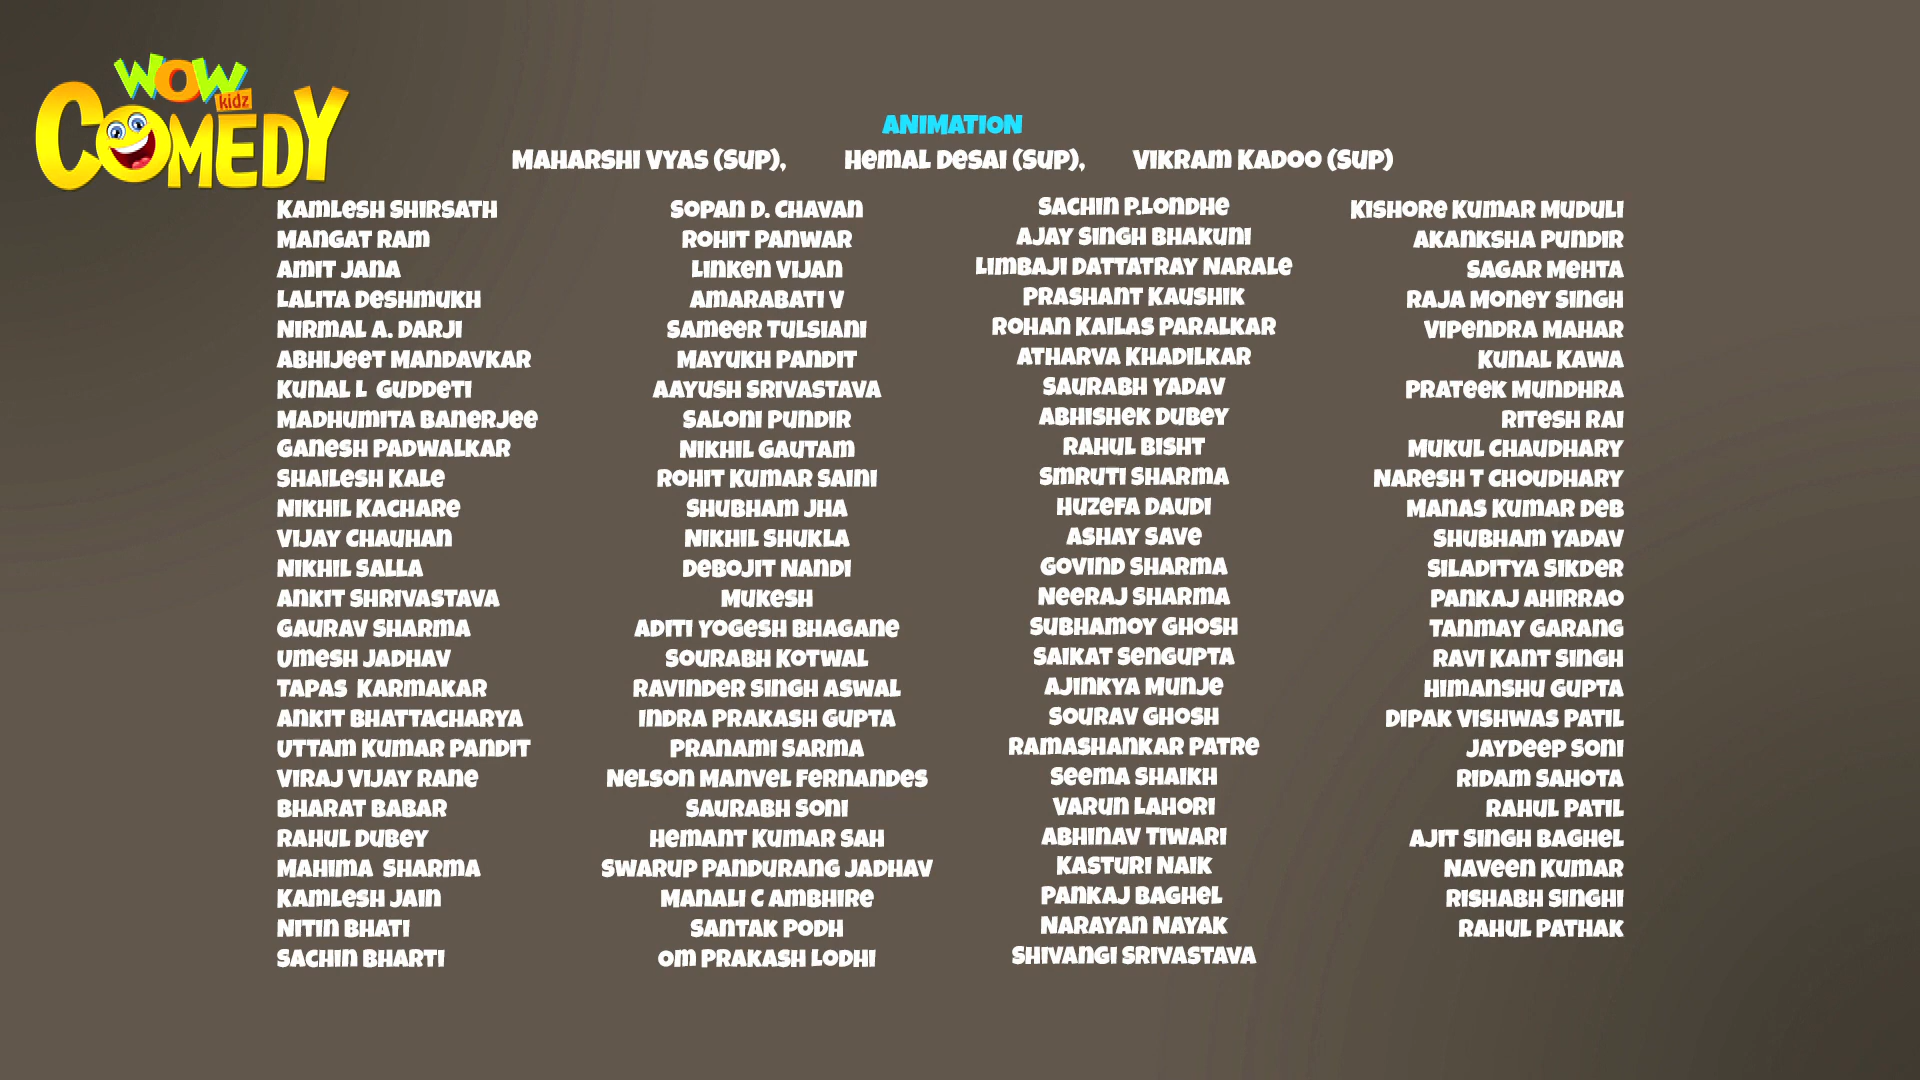 WOW
kidz
COMEDY
ANIMATION
MAHARSHI VYAS (SUP), HEMAL DESAI (SUP), VIKRAM KADOO (SUP)
KAMLESH SHIRSATH
MANGAT RAM
AMIT JANA
LALITA DESHMUKH
NIRMAL A. DARJI
ABHIJEET MANDAVKAR
KUNAL L GUDDETI
MADHUMITA BANERJEE
GANESH PADWALKAR
SHAILESH KALE
NIKHIL KACHARE
VIJAY CHAUHAN
NIKHIL SALLA
ANKIT SHRIVASTAVA
GAURAV SHARMA
UMESH JADHAV
TAPAS KARMAKAR
ANKIT BHATTACHARYA
UTTAM KUMAR PANDIT
VIRAJ VIJAY RANE
BHARAT BABAR
RAHUL DUBEY
MAHIMA SHARMA
KAMLESH JAIN
NITIN BHATI
SACHIN BHARTI
SOPAN D. CHAVAN
ROHIT PANWAR
LINKEN VIJAN
AMARABATI V
SAMEER TULSIANI
MAYUKH PANDIT
AAYUSH SRIVASTAVA
SALONI PUNDIR
NIKHIL GAUTAM
ROHIT KUMAR SAINI
SHUBHAM JHA
NIKHIL SHUKLA
DEBOJIT NANDI
MUKESH
ADITI YOGESH BHAGANE
SOURABH KOTWAL
RAVINDER SINGH ASWAL
INDRA PRAKASH GUPTA
PRANAMI SARMA
NELSON MANVEL FERNANDES
SAURABH SONI
HEMANT KUMAR SAH
SWARUP PANDURANG JADHAV
MANALI C AMBHIRE
SANTAK PODH
OM PRAKASH LODHI
SACHIN P.LONDHE
AJAY SINGH BHAKUNI
LIMBAJI DATTATRAY NARALE
PRASHANT KAUSHIK
ROHAN KAILAS PARALKAR
ATHARVA KHADILKAR
SAURABH YADAV
ABHISHEK DUBEY
RAHUL BISHT
SMRUTI SHARMA
HUZEFA DAUDI
ASHAY SAVE
GOVIND SHARMA
NEERAJ SHARMA
SUBHAMOY GHOSH
SAIKAT SENGUPTA
AJINKYA MUNJE
SOURAV GHOSH
RAMASHANKAR PATRE
SEEMA SHAIKH
VARUN LAHORI
ABHINAV TIWARI
KASTURI NAIK
PANKAJ BAGHEL
NARAYAN NAYAK
SHIVANGI SRIVASTAVA
KISHORE KUMAR MUDULI
AKANKSHA PUNDIR
SAGAR MEHTA
RAJA MONEY SINGH
VIPENDRA MAHAR
KUNAL KAWA
PRATEEK MUNDHRA
RITESH RAI
MUKUL CHAUDHARY
NARESH T CHOUDHARY
MANAS KUMAR DEB
SHUBHAM YADAV
SILADITYA SIKDER
PANKAJ AHIRRAO
TANMAY GARANG
RAVI KANT SINGH
HIMANSHU GUPTA
DIPAK VISHWAS PATIL
JAYDEEP SONI
RIDAM SAHOTA
RAHUL PATIL
AJIT SINGH BAGHEL
NAVEEN KUMAR
RISHABH SINGHI
RAHUL PATHAK